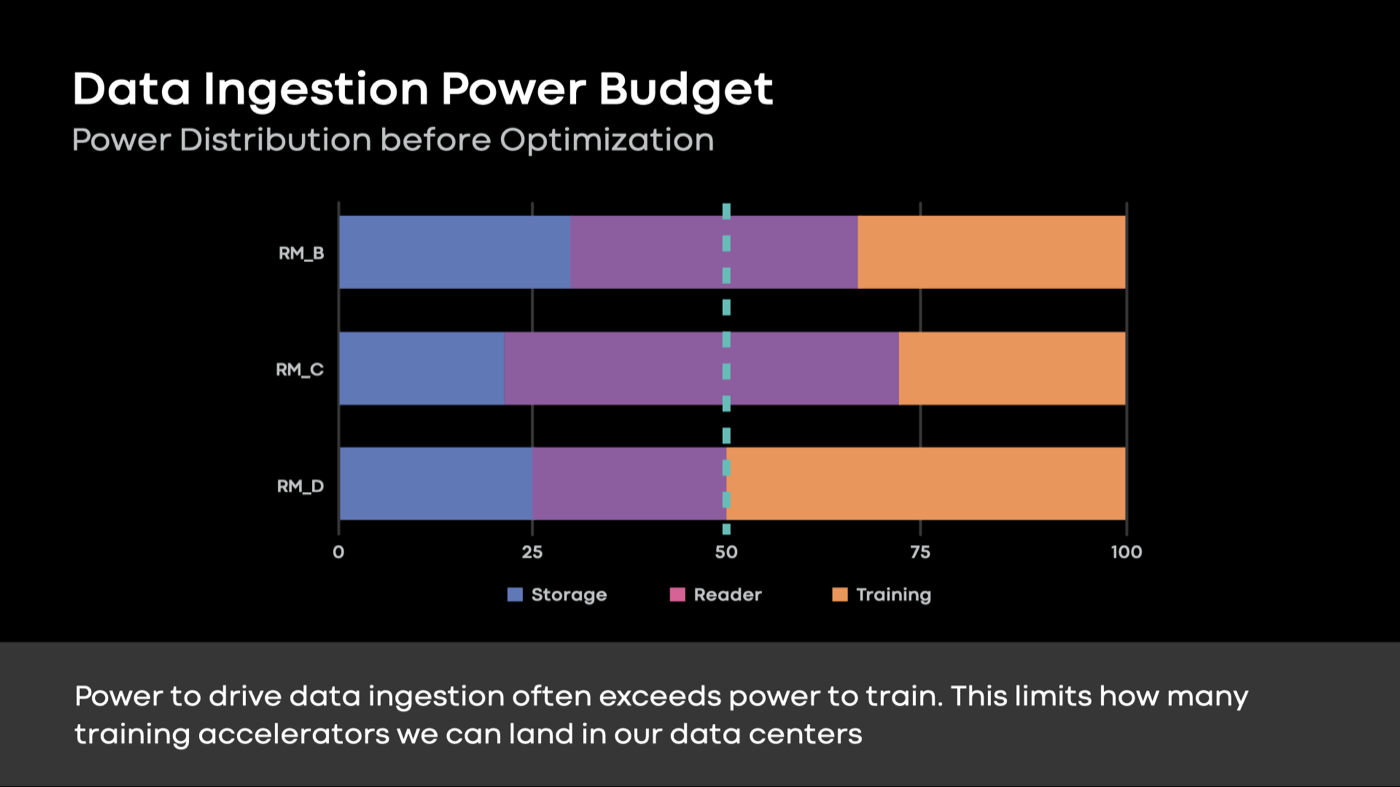 Data Ingestion Power Budget
Power Distribution before Optimization
RM_B
RM_C
RM_D
0 25 50 75 100
Storage Reader Training
Power to drive data ingestion often exceeds power to train. This limits how many
training accelerators we can land in our data centers